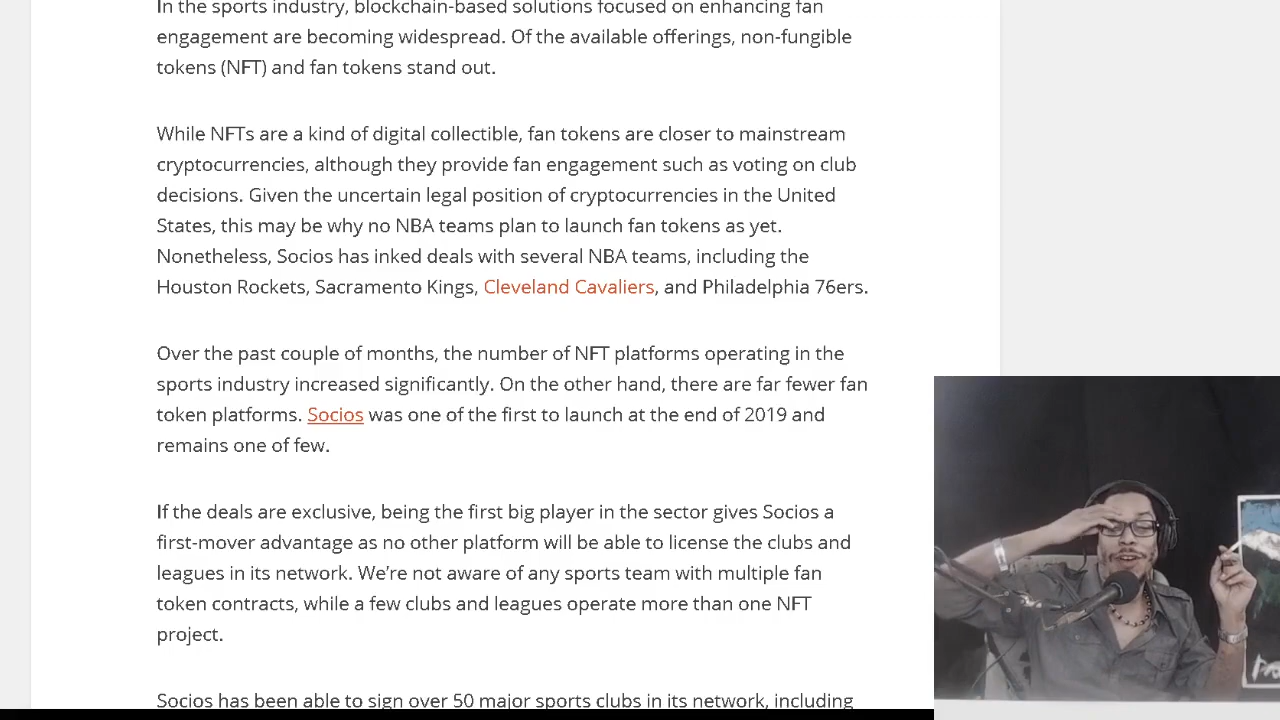 In the sports industry, blockchain-based solutions focused on enhancing fan
engagement are becoming widespread. Of the available offerings, non-fungible
tokens (NFT) and fan tokens stand out.
While NFTs are a kind of digital collectible, fan tokens are closer to mainstream
cryptocurrencies, although they provide fan engagement such as voting on club
decisions. Given the uncertain legal position of cryptocurrencies in the United
States, this may be why no NBA teams plan to launch fan tokens as yet.
Nonetheless, Socios has inked deals with several NBA teams, including the
Houston Rockets, Sacramento Kings, Cleveland Cavaliers, and Philadelphia 76ers.
Over the past couple of months, the number of NFT platforms operating in the
sports industry increased significantly. On the other hand, there are far fewer fan
token platforms. Socios was one of the first to launch at the end of 2019 and
remains one of few.
If the deals are exclusive, being the first big player in the sector gives Socios a
first-mover advantage as no other platform will be able to license the clubs and
leagues in its network. We're not aware of any sports team with multiple fan
token contracts, while a few clubs and leagues operate more than one NFT
project.
Socios has been able to sign over 50 major sports clubs in its network, including